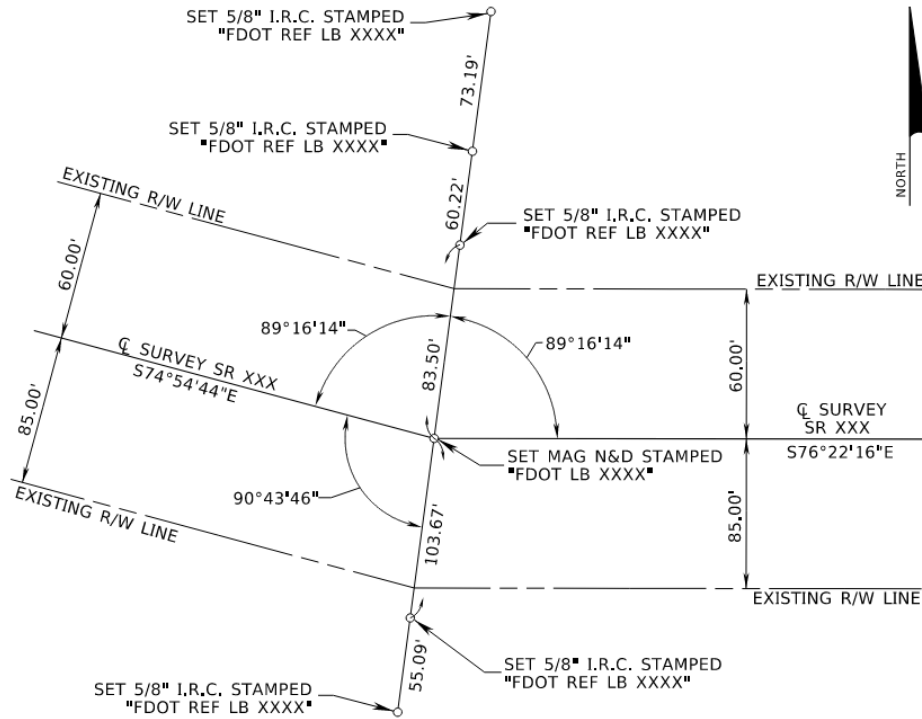 SET 5/8" I.R.C. STAMPED
"FDOT REF LB XXXX"
73.19'
SET 5/8" I.R.C. STAMPED
"FDOT REF LB XXXX"
NORTH
EXISTING R/W LINE
60.22'
SET 5/8" I.R.C. STAMPED
"FDOT REF LB XXXX"
60.00'
EXISTING R/W LINE
89°16'14"
83.50'
89°16'14"
60.00'
℄ SURVEY SR XXX
S74°54'44"E
85.00'
℄ SURVEY
SR XXX
S76°22'16"E
SET MAG N&D STAMPED
"FDOT LB XXXX"
90°43'46"
EXISTING R/W LINE
103.67'
85.00'
EXISTING R/W LINE
55.09'
SET 5/8" I.R.C. STAMPED
"FDOT REF LB XXXX"
SET 5/8" I.R.C. STAMPED
"FDOT REF LB XXXX"